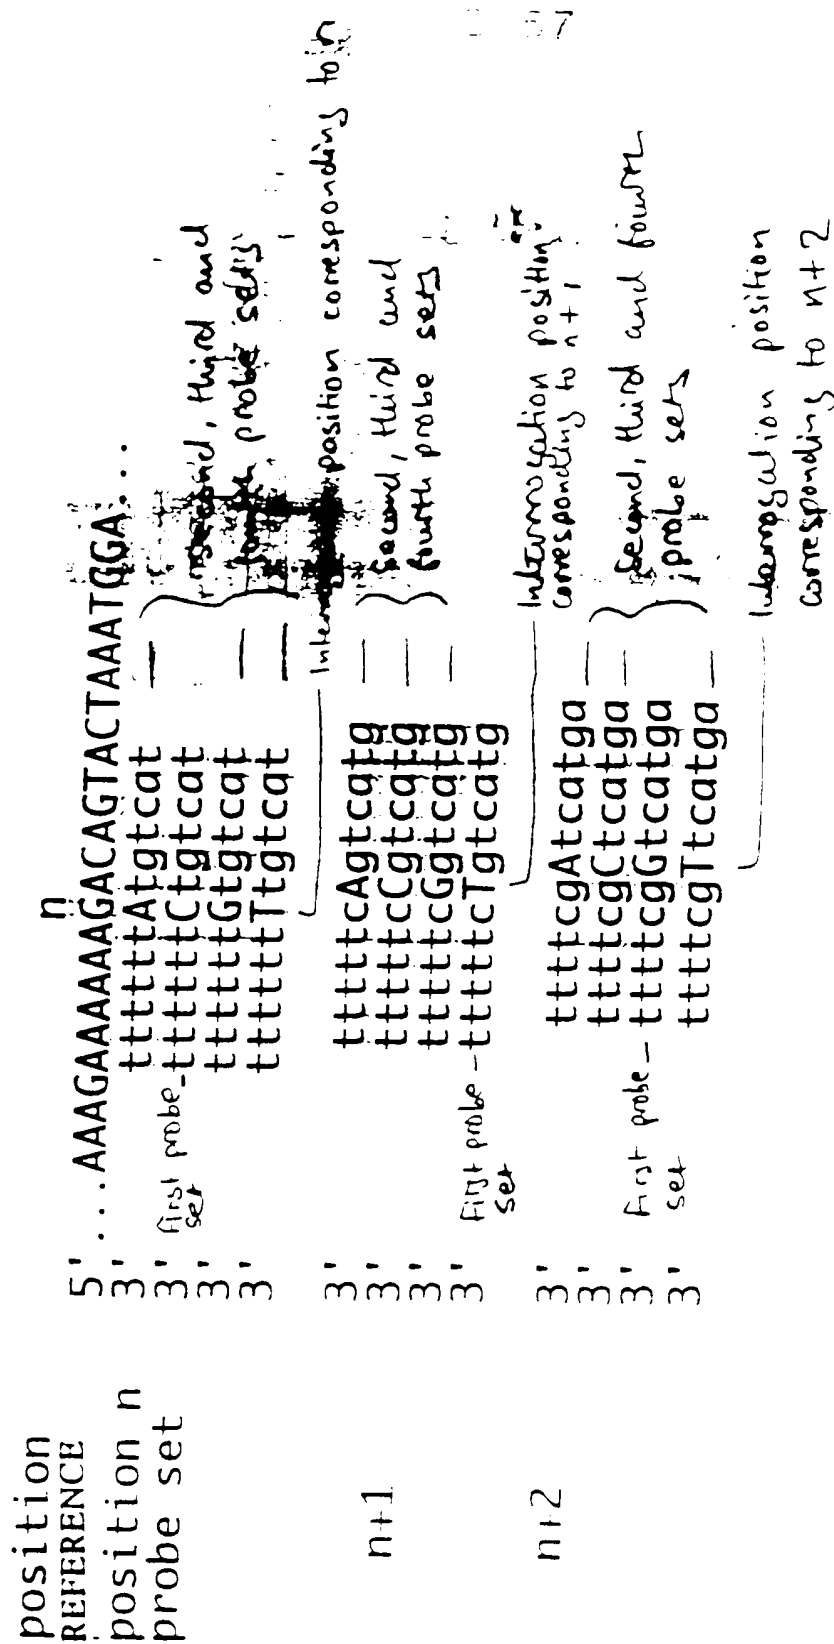 position n
REFERENCE 5'....AAAGAAAAAAGACAGTACTAAATGGA....
position n 3' ttttttAtgtcat —
probe set 3' First probe set - ttttttCtgtcat second, third and
3' ttttttGtgtcat — probe sets
3' ttttttTtgtcat —
position corresponding to n
3' tttttcAgtcatg —
n+1 3' tttttcCgtcatg — second, third and
3' tttttcGgtcatg — fourth probe sets
3' First probe set - tttttcTgtcatg
Interrogation position
corresponding to n+1
n+2 3' ttttcgAtcatga —
3' ttttcgCtcatga — second, third and fourth
3' First probe set - ttttcgGtcatga probe sets
3' ttttcgTtcatga —
Interrogation position
corresponding to n+2